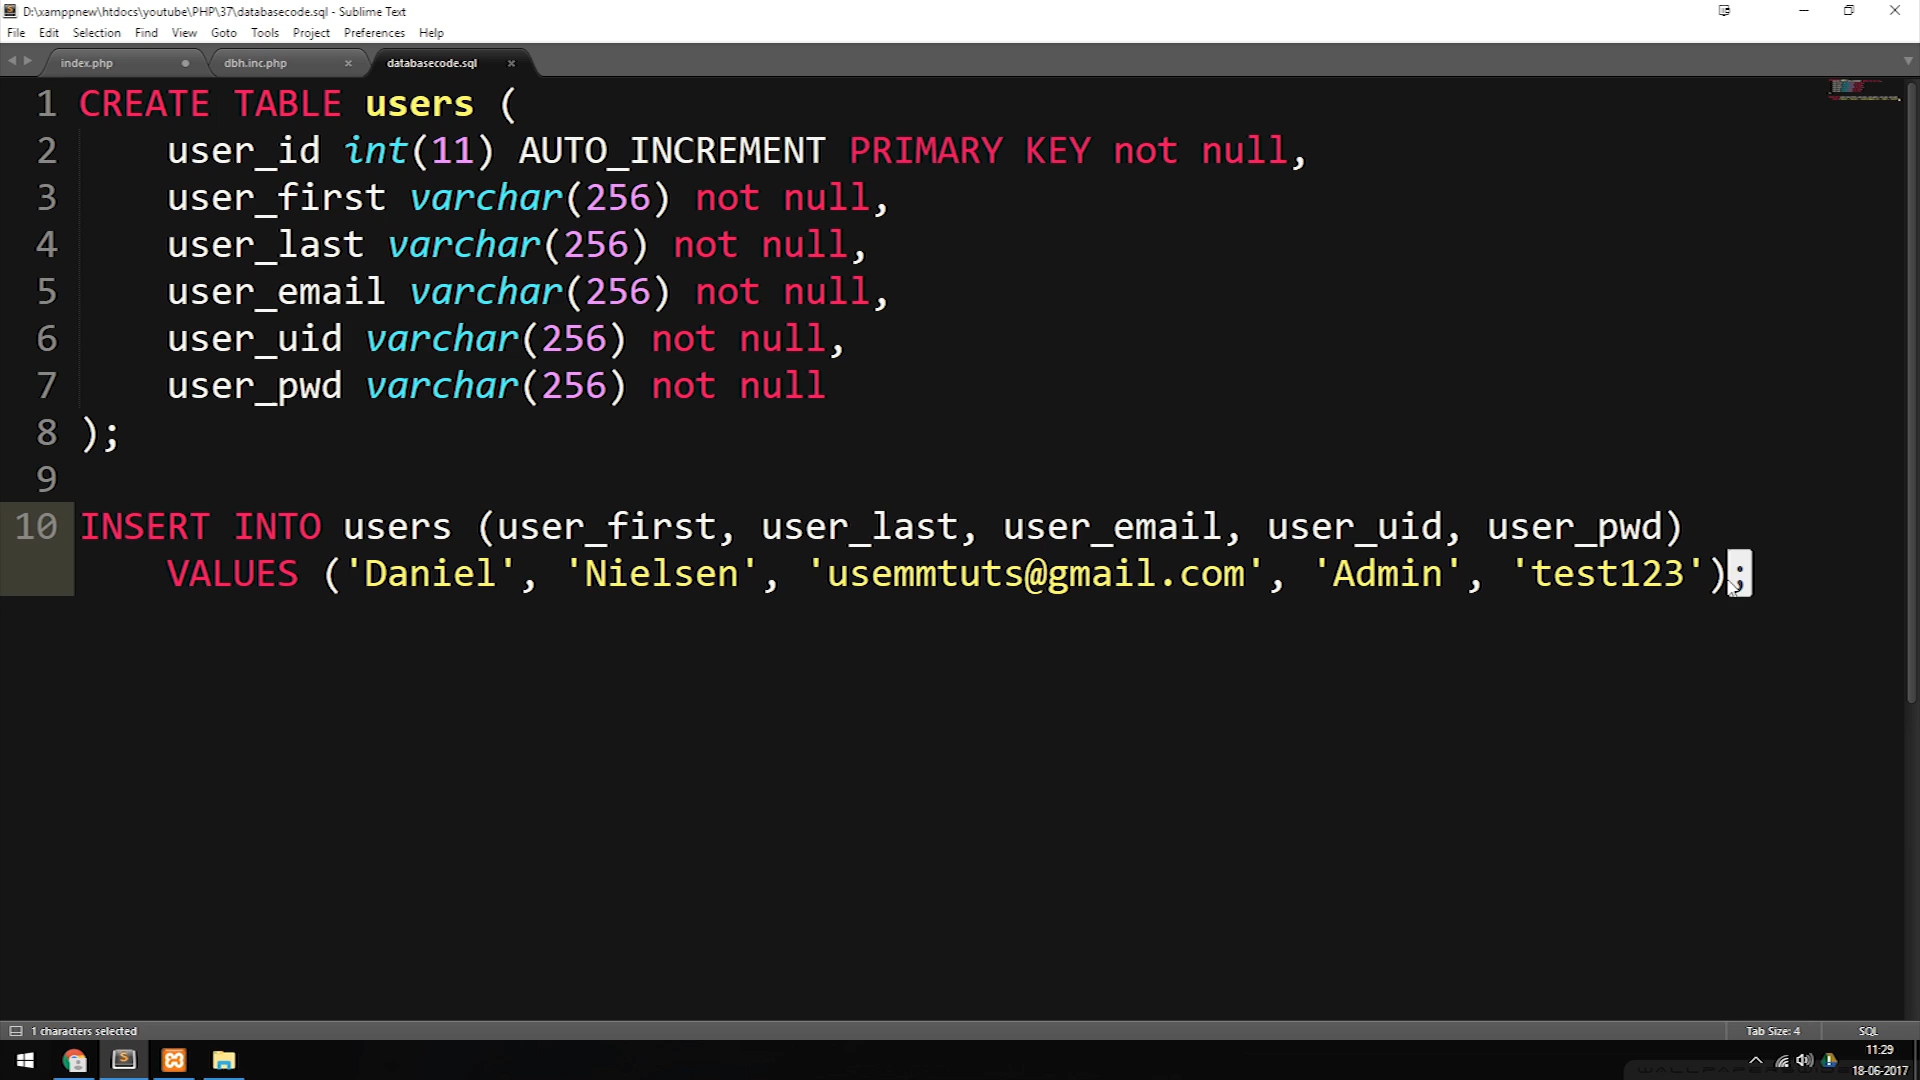 D:\xamppnew\htdocs\youtube\PHP\37\databasecode.sql - Sublime Text
File Edit Selection Find View Goto Tools Project Preferences Help
index.php dbh.inc.php databasecode.sql
1 CREATE TABLE users (
2 user_id int(11) AUTO_INCREMENT PRIMARY KEY not null,
3 user_first varchar(256) not null,
4 user_last varchar(256) not null,
5 user_email varchar(256) not null,
6 user_uid varchar(256) not null,
7 user_pwd varchar(256) not null
8 );
9
10 INSERT INTO users (user_first, user_last, user_email, user_uid, user_pwd)
VALUES ('Daniel', 'Nielsen', 'usemmtuts@gmail.com', 'Admin', 'test123');
1 characters selected Tab Size: 4 SQL
11:29
18-06-2017